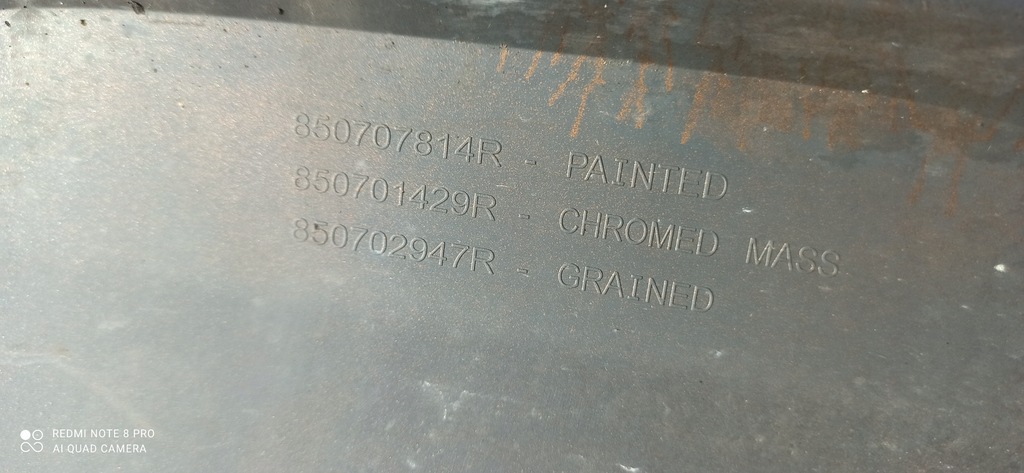 850707814R - PAINTED
850701429R - CHROMED MASS
850702947R - GRAINED
REDMI NOTE 8 PRO
AI QUAD CAMERA